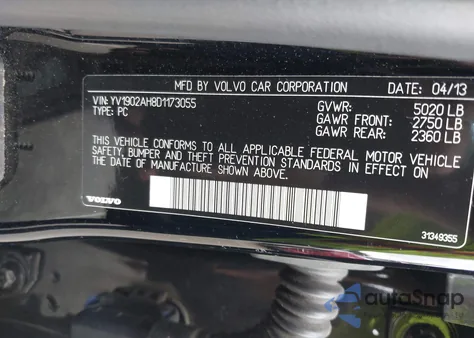 MFD BY VOLVO CAR CORPORATION DATE: 04/13
VIN: YV1902AH8D1173055 GVWR: 5020 LB
TYPE: PC GAWR FRONT: 2750 LB
GAWR REAR: 2360 LB
THIS VEHICLE CONFORMS TO ALL APPLICABLE FEDERAL MOTOR VEHICLE
SAFETY, BUMPER AND THEFT PREVENTION STANDARDS IN EFFECT ON
THE DATE OF MANUFACTURE SHOWN ABOVE.
VOLVO 31349355
AuraSnap